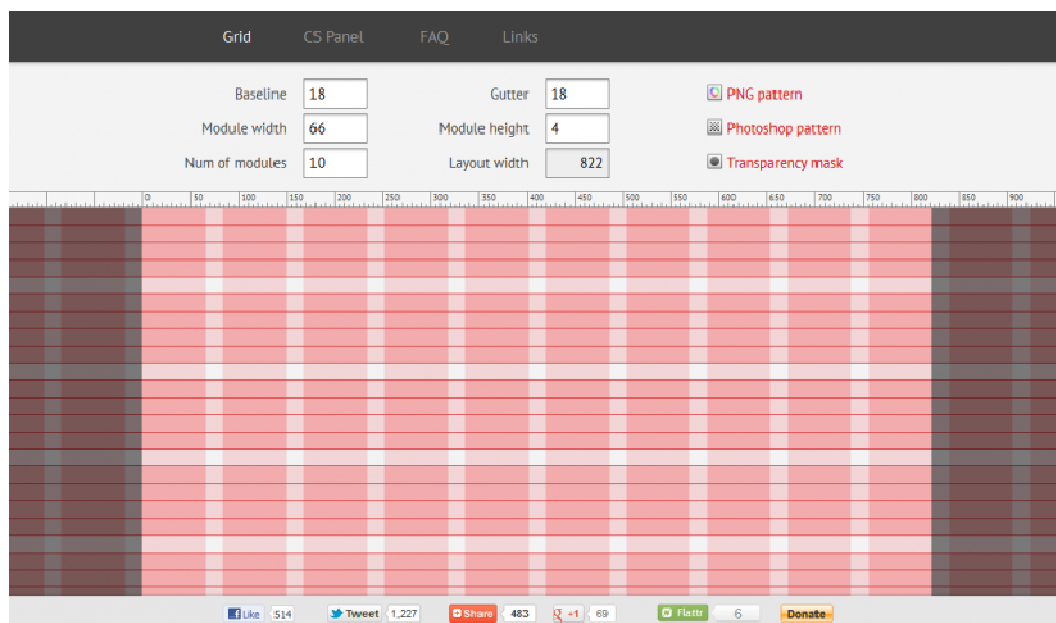 Grid CS Panel FAQ Links
Baseline 18 Gutter 18 PNG pattern
Module width 66 Module height 4 Photoshop pattern
Num of modules 10 Layout width 822 Transparency mask
0 50 100 150 200 250 300 350 400 450 500 550 600 650 700 750 800 850 900
Like 514 Tweet 1,227 Share 483 +1 69 Flattr 6 Donate